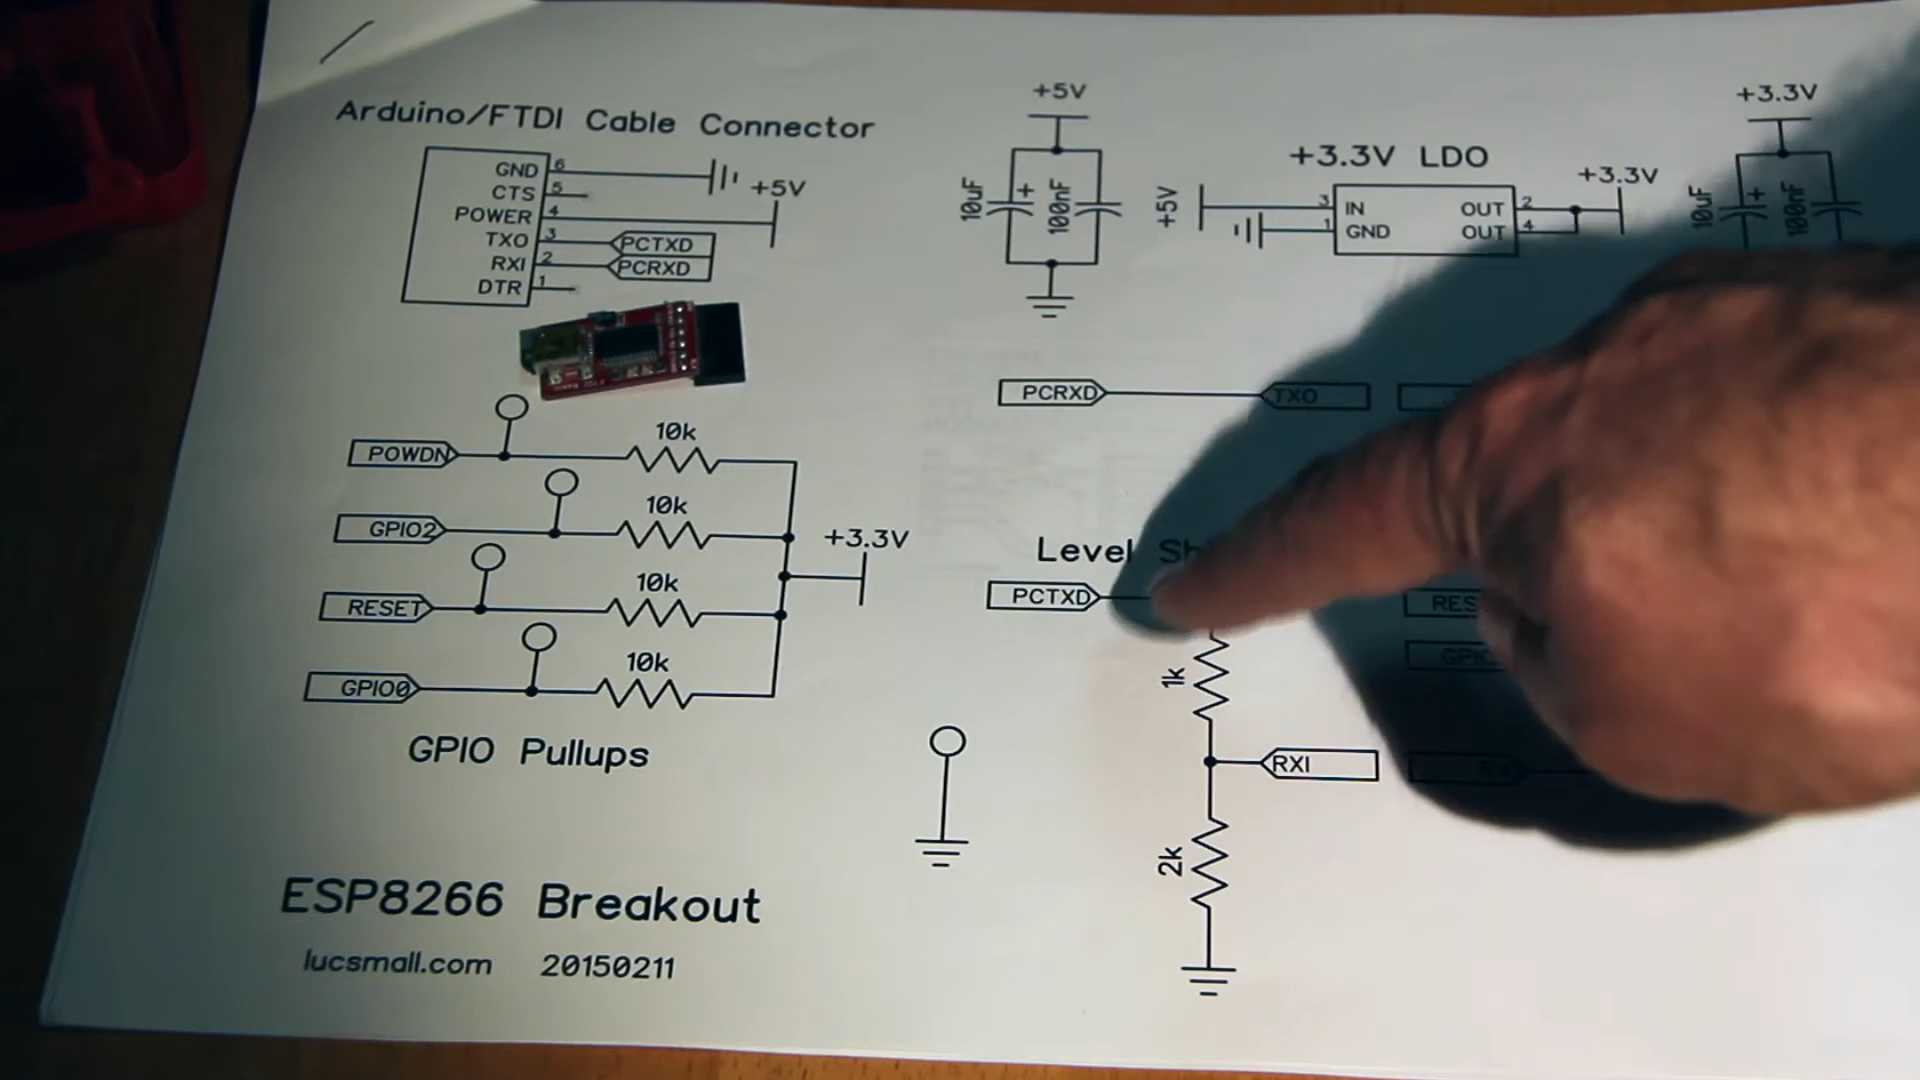 Arduino/FTDI Cable Connector
GND 6
CTS 5
POWER 4
TXO 3
RXI 2
DTR 1
+5V
PCTXD
PCRXD
+5V
10uF
+
100nF
+3.3V LDO
+5V
3 IN
1 GND
OUT 2
OUT 4
+3.3V
+3.3V
10uF
+
100nF
PCRXD
TXO
POWDN
10k
GPIO2
10k
RESET
10k
GPIO0
10k
+3.3V
GPIO Pullups
Level
PCTXD
1k
RXI
2k
ESP8266 Breakout
lucsmall.com 20150211